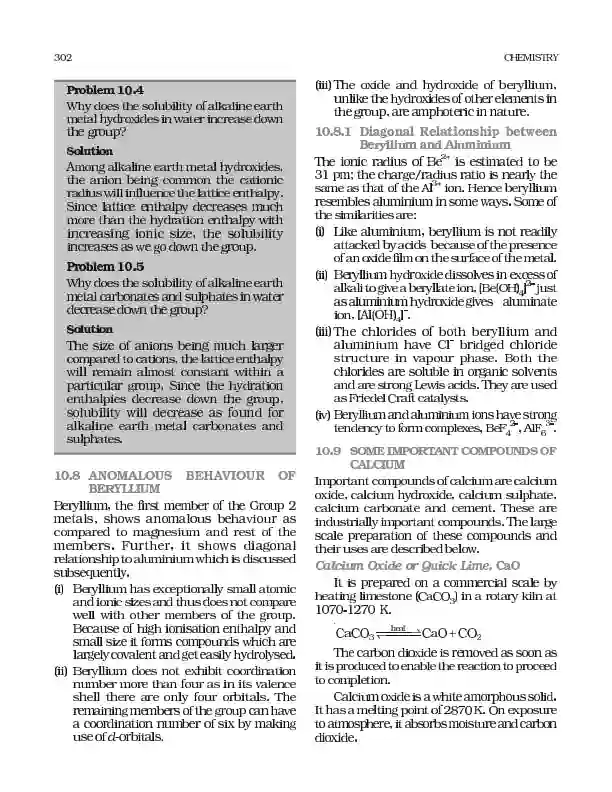 302
CHEMISTRY
Problem 10.4
Why does the solubility of alkaline earth
metal hydroxides in water increase down
the group?
Solution
Among alkaline earth metal hydroxides,
the anion being common the cationic
radius will influence the lattice enthalpy.
Since lattice enthalpy decreases much
more than the hydration enthalpy with
increasing ionic size, the solubility
increases as we go down the group.
Problem 10.5
Why does the solubility of alkaline earth
metal carbonates and sulphates in water
decrease down the group?
Solution
The size of anions being much larger
compared to cations, the lattice enthalpy
will remain almost constant within a
particular group. Since the hydration
enthalpies decrease down the group,
solubility will decrease as found for
alkaline earth metal carbonates and
sulphates.
10.8 ANOMALOUS BEHAVIOUR OF
BERYLLIUM
Beryllium, the first member of the Group 2
metals, shows anomalous behaviour as
compared to magnesium and rest of the
members. Further, it shows diagonal
relationship to aluminium which is discussed
subsequently.
(i) Beryllium has exceptionally small atomic
and ionic sizes and thus does not compare
well with other members of the group.
Because of high ionisation enthalpy and
small size it forms compounds which are
largely covalent and get easily hydrolysed.
(ii) Beryllium does not exhibit coordination
number more than four as in its valence
shell there are only four orbitals. The
remaining members of the group can have
a coordination number of six by making
use of d-orbitals.
(iii) The oxide and hydroxide of beryllium,
unlike the hydroxides of other elements in
the group, are amphoteric in nature.
10.8.1 Diagonal Relationship between
Beryllium and Aluminium
The ionic radius of Be²⁺ is estimated to be
31 pm; the charge/radius ratio is nearly the
same as that of the Al³⁺ ion. Hence beryllium
resembles aluminium in some ways. Some of
the similarities are:
(i) Like aluminium, beryllium is not readily
attacked by acids because of the presence
of an oxide film on the surface of the metal.
(ii) Beryllium hydroxide dissolves in excess of
alkali to give a beryllate ion, [Be(OH)₄]²⁻ just
as aluminium hydroxide gives aluminate
ion, [Al(OH)₄]⁻.
(iii) The chlorides of both beryllium and
aluminium have Cl⁻ bridged chloride
structure in vapour phase. Both the
chlorides are soluble in organic solvents
and are strong Lewis acids. They are used
as Friedel Craft catalysts.
(iv) Beryllium and aluminium ions have strong
tendency to form complexes, BeF₄²⁻, AlF₆³⁻.
10.9 SOME IMPORTANT COMPOUNDS OF
CALCIUM
Important compounds of calcium are calcium
oxide, calcium hydroxide, calcium sulphate,
calcium carbonate and cement. These are
industrially important compounds. The large
scale preparation of these compounds and
their uses are described below.
Calcium Oxide or Quick Lime, CaO
It is prepared on a commercial scale by
heating limestone (CaCO₃) in a rotary kiln at
1070-1270 K.
CaCO₃ ⇌ heat CaO + CO₂
The carbon dioxide is removed as soon as
it is produced to enable the reaction to proceed
to completion.
Calcium oxide is a white amorphous solid.
It has a melting point of 2870 K. On exposure
to atmosphere, it absorbs moisture and carbon
dioxide.